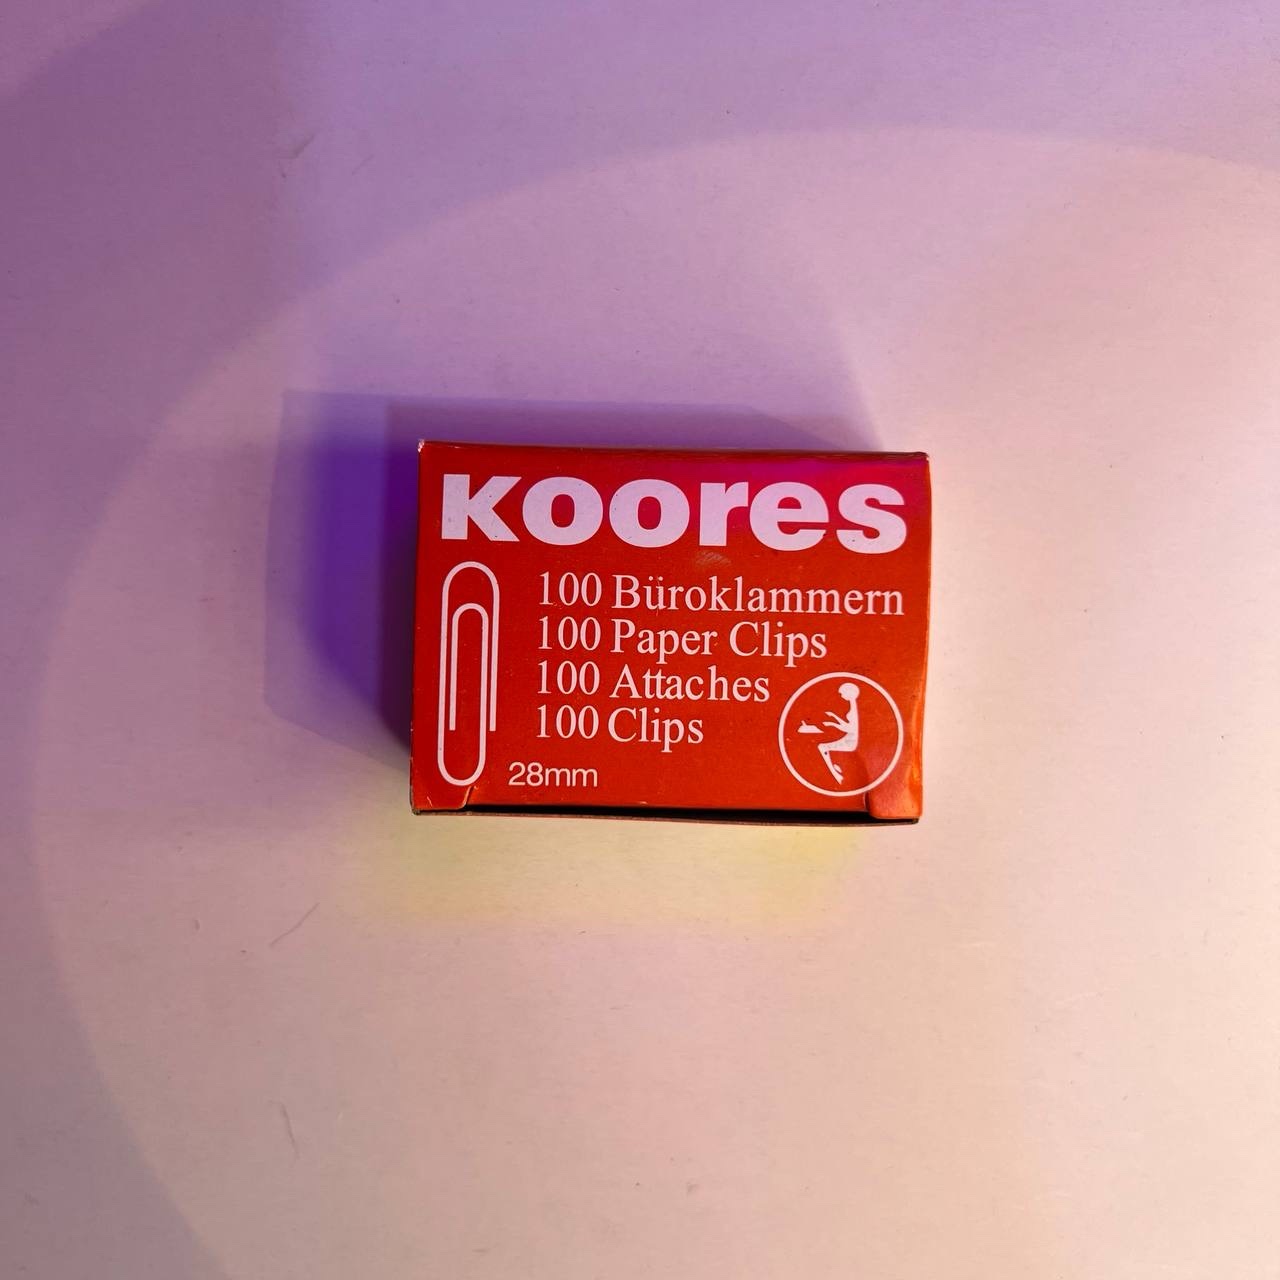 Koores
100 Büroklammern
100 Paper Clips
100 Attaches
100 Clips
28mm